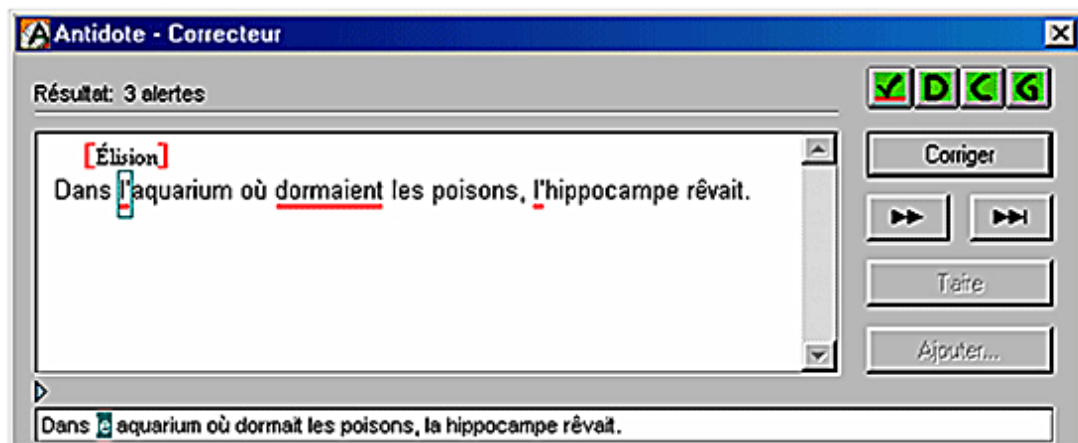 Antidote - Correcteur
Résultat: 3 alertes
D C G
[Élision]
Dans l'aquarium où dormaient les poisons, l'hippocampe rêvait.
Corriger
Taire
Ajouter...
Dans le aquarium où dormait les poisons, la hippocampe rêvait.